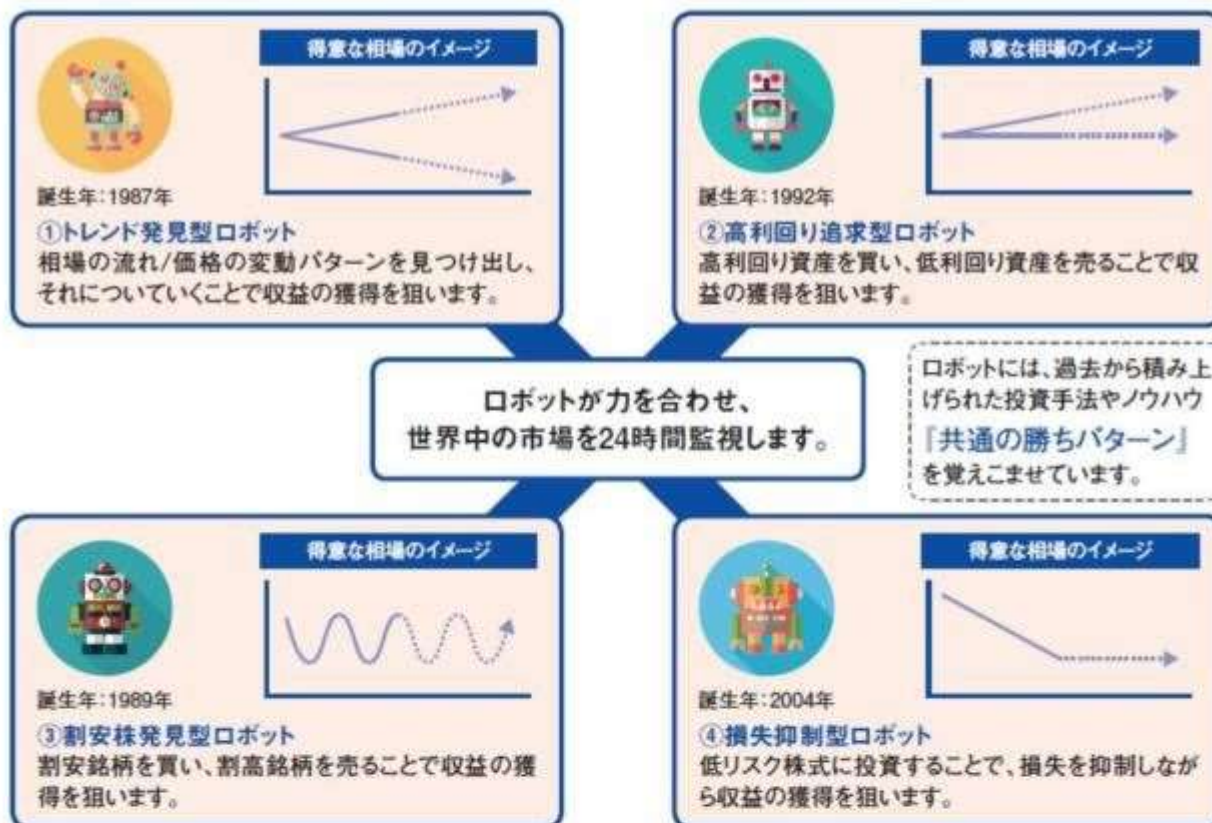 得意な相場のイメージ
誕生年:1987年
①トレンド発見型ロボット
相場の流れ/価格の変動パターンを見つけ出し、
それについていくことで収益の獲得を狙います。
得意な相場のイメージ
誕生年:1992年
②高利回り追求型ロボット
高利回り資産を買い、低利回り資産を売ることで収
益の獲得を狙います。
ロボットが力を合わせ、
世界中の市場を24時間監視します。
ロボットには、過去から積み上
げられた投資手法やノウハウ
『共通の勝ちパターン』
を覚えこませています。
得意な相場のイメージ
誕生年:1989年
③割安株発見型ロボット
割安銘柄を買い、割高銘柄を売ることで収益の獲
得を狙います。
得意な相場のイメージ
誕生年:2004年
④損失抑制型ロボット
低リスク株式に投資することで、損失を抑制しなが
ら収益の獲得を狙います。